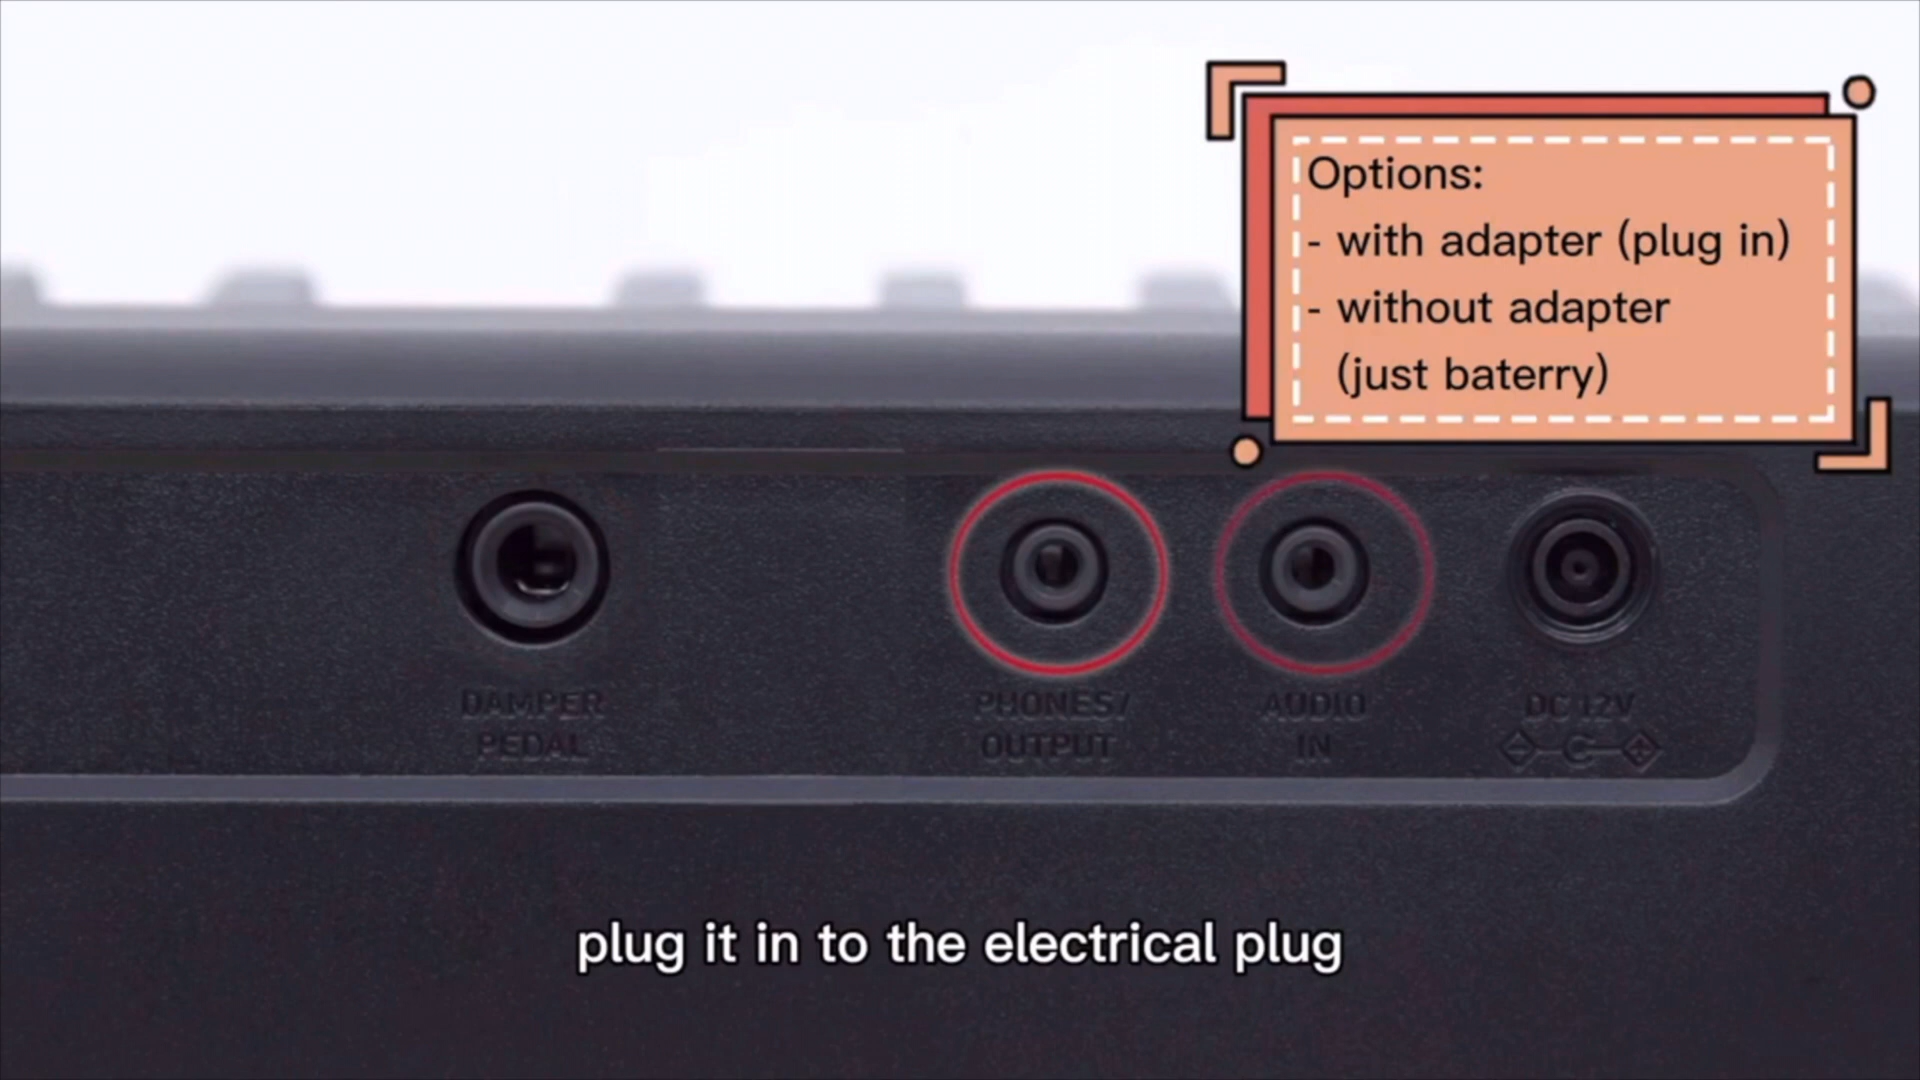 Options:
- with adapter (plug in)
- without adapter
(just baterry)
DAMPER
PEDAL
PHONES/
OUTPUT
AUDIO
IN
DC 12V
- C +
plug it in to the electrical plug